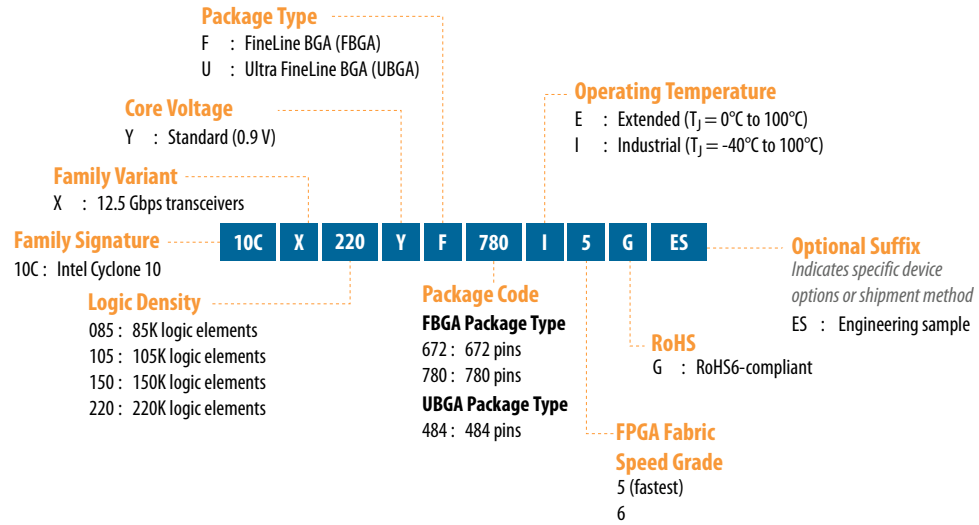 Package Type
F : FineLine BGA (FBGA)
U : Ultra FineLine BGA (UBGA)
Operating Temperature
E : Extended (TJ = 0°C to 100°C)
I : Industrial (TJ = -40°C to 100°C)
Core Voltage
Y : Standard (0.9 V)
Family Variant
X : 12.5 Gbps transceivers
Family Signature
10C : Intel Cyclone 10
10C X 220 Y F 780 I 5 G ES
Optional Suffix
Indicates specific device
options or shipment method
ES : Engineering sample
Logic Density
085 : 85K logic elements
105 : 105K logic elements
150 : 150K logic elements
220 : 220K logic elements
Package Code
FBGA Package Type
672 : 672 pins
780 : 780 pins
UBGA Package Type
484 : 484 pins
RoHS
G : RoHS6-compliant
FPGA Fabric
Speed Grade
5 (fastest)
6